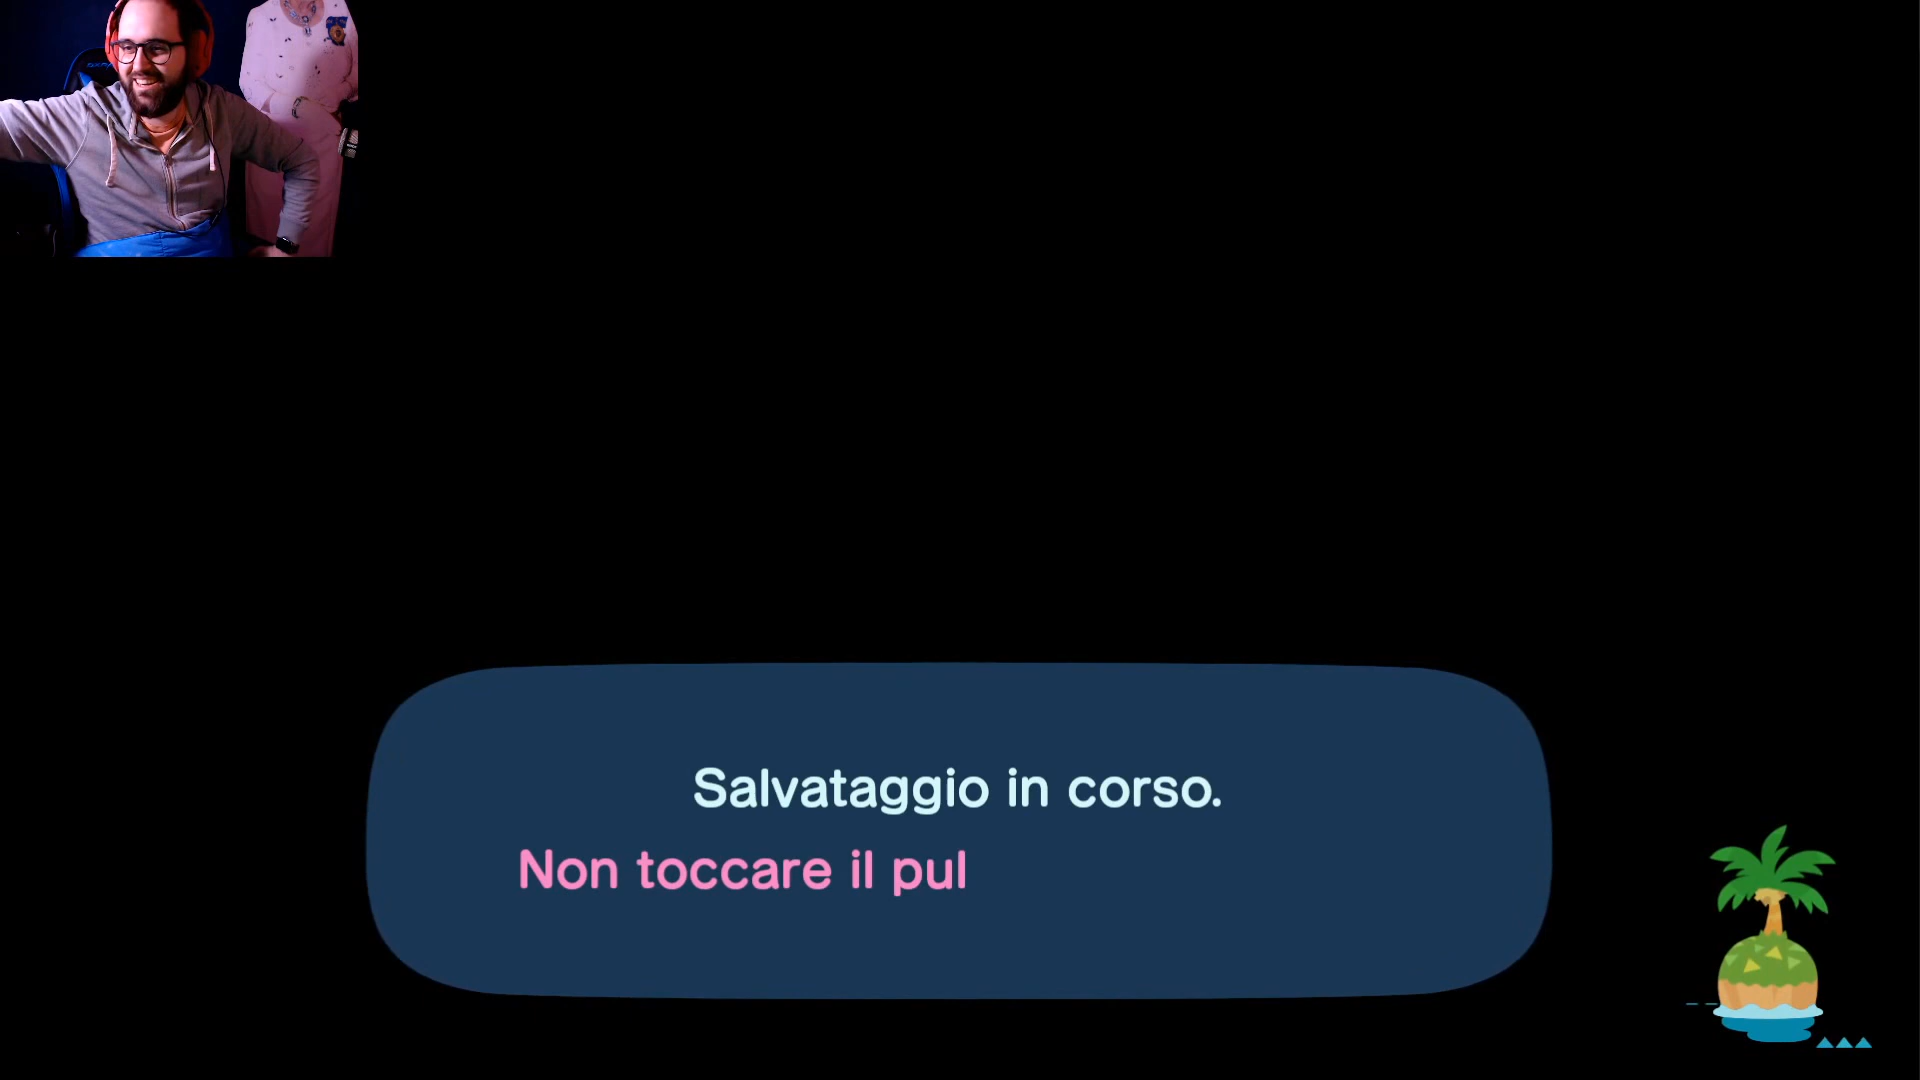 Salvataggio in corso.
Non toccare il pul